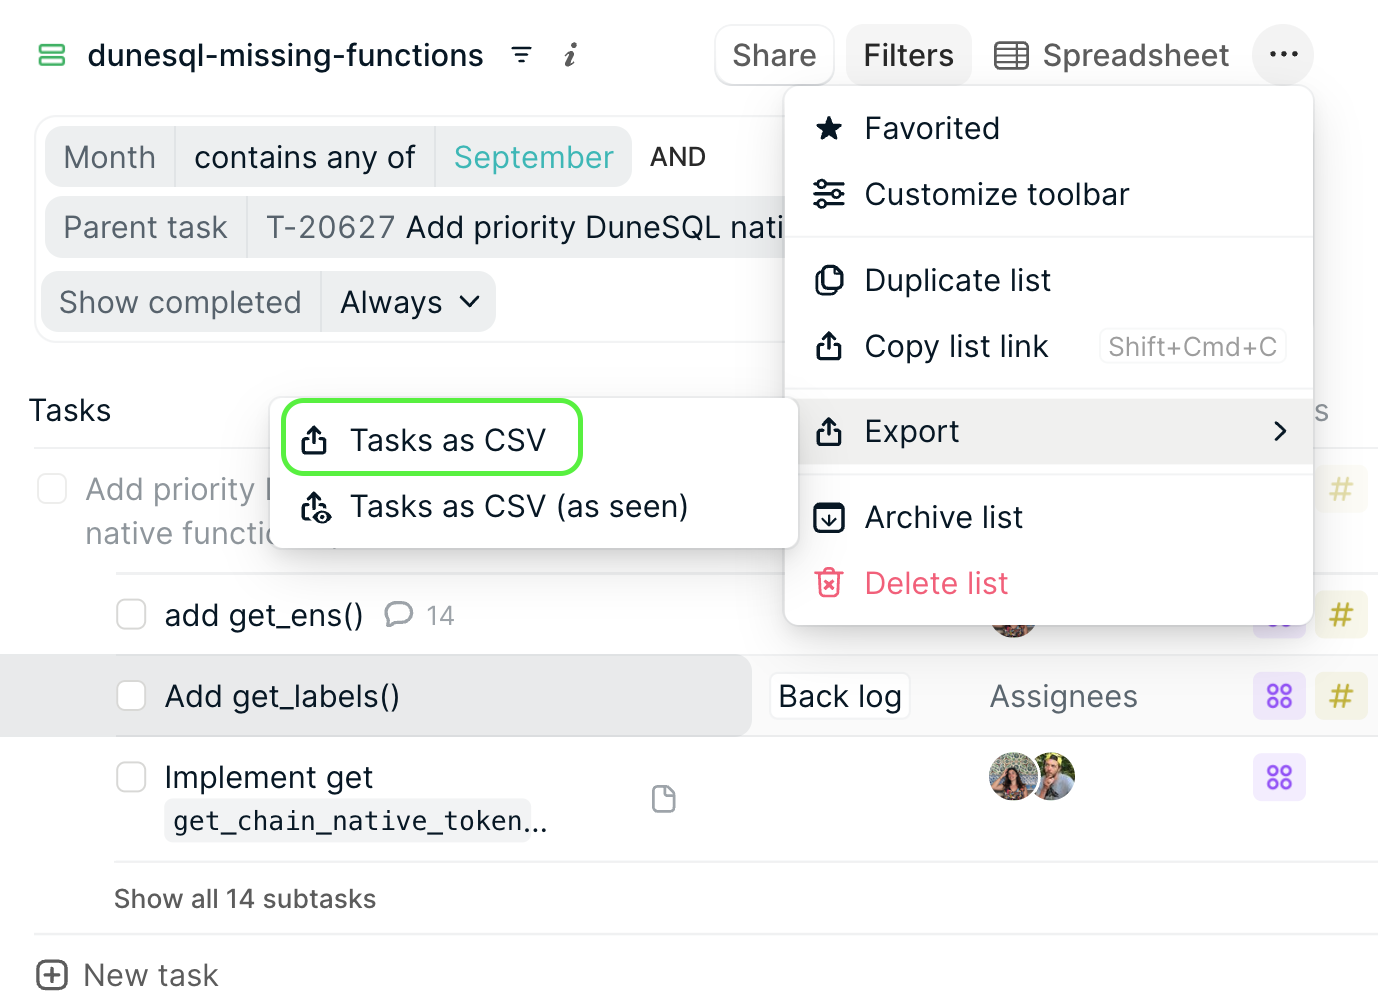 dunesql-missing-functions
Share
Filters
Spreadsheet
Month contains any of September AND
Parent task T-20627 Add priority DuneSQL nati
Show completed Always
Favorited
Customize toolbar
Duplicate list
Copy list link Shift+Cmd+C
Export
Archive list
Delete list
Tasks
Tasks as CSV
Tasks as CSV (as seen)
Add priority
native functio
add get_ens() 14
Add get_labels() Back log Assignees
Implement get
get_chain_native_token...
Show all 14 subtasks
New task